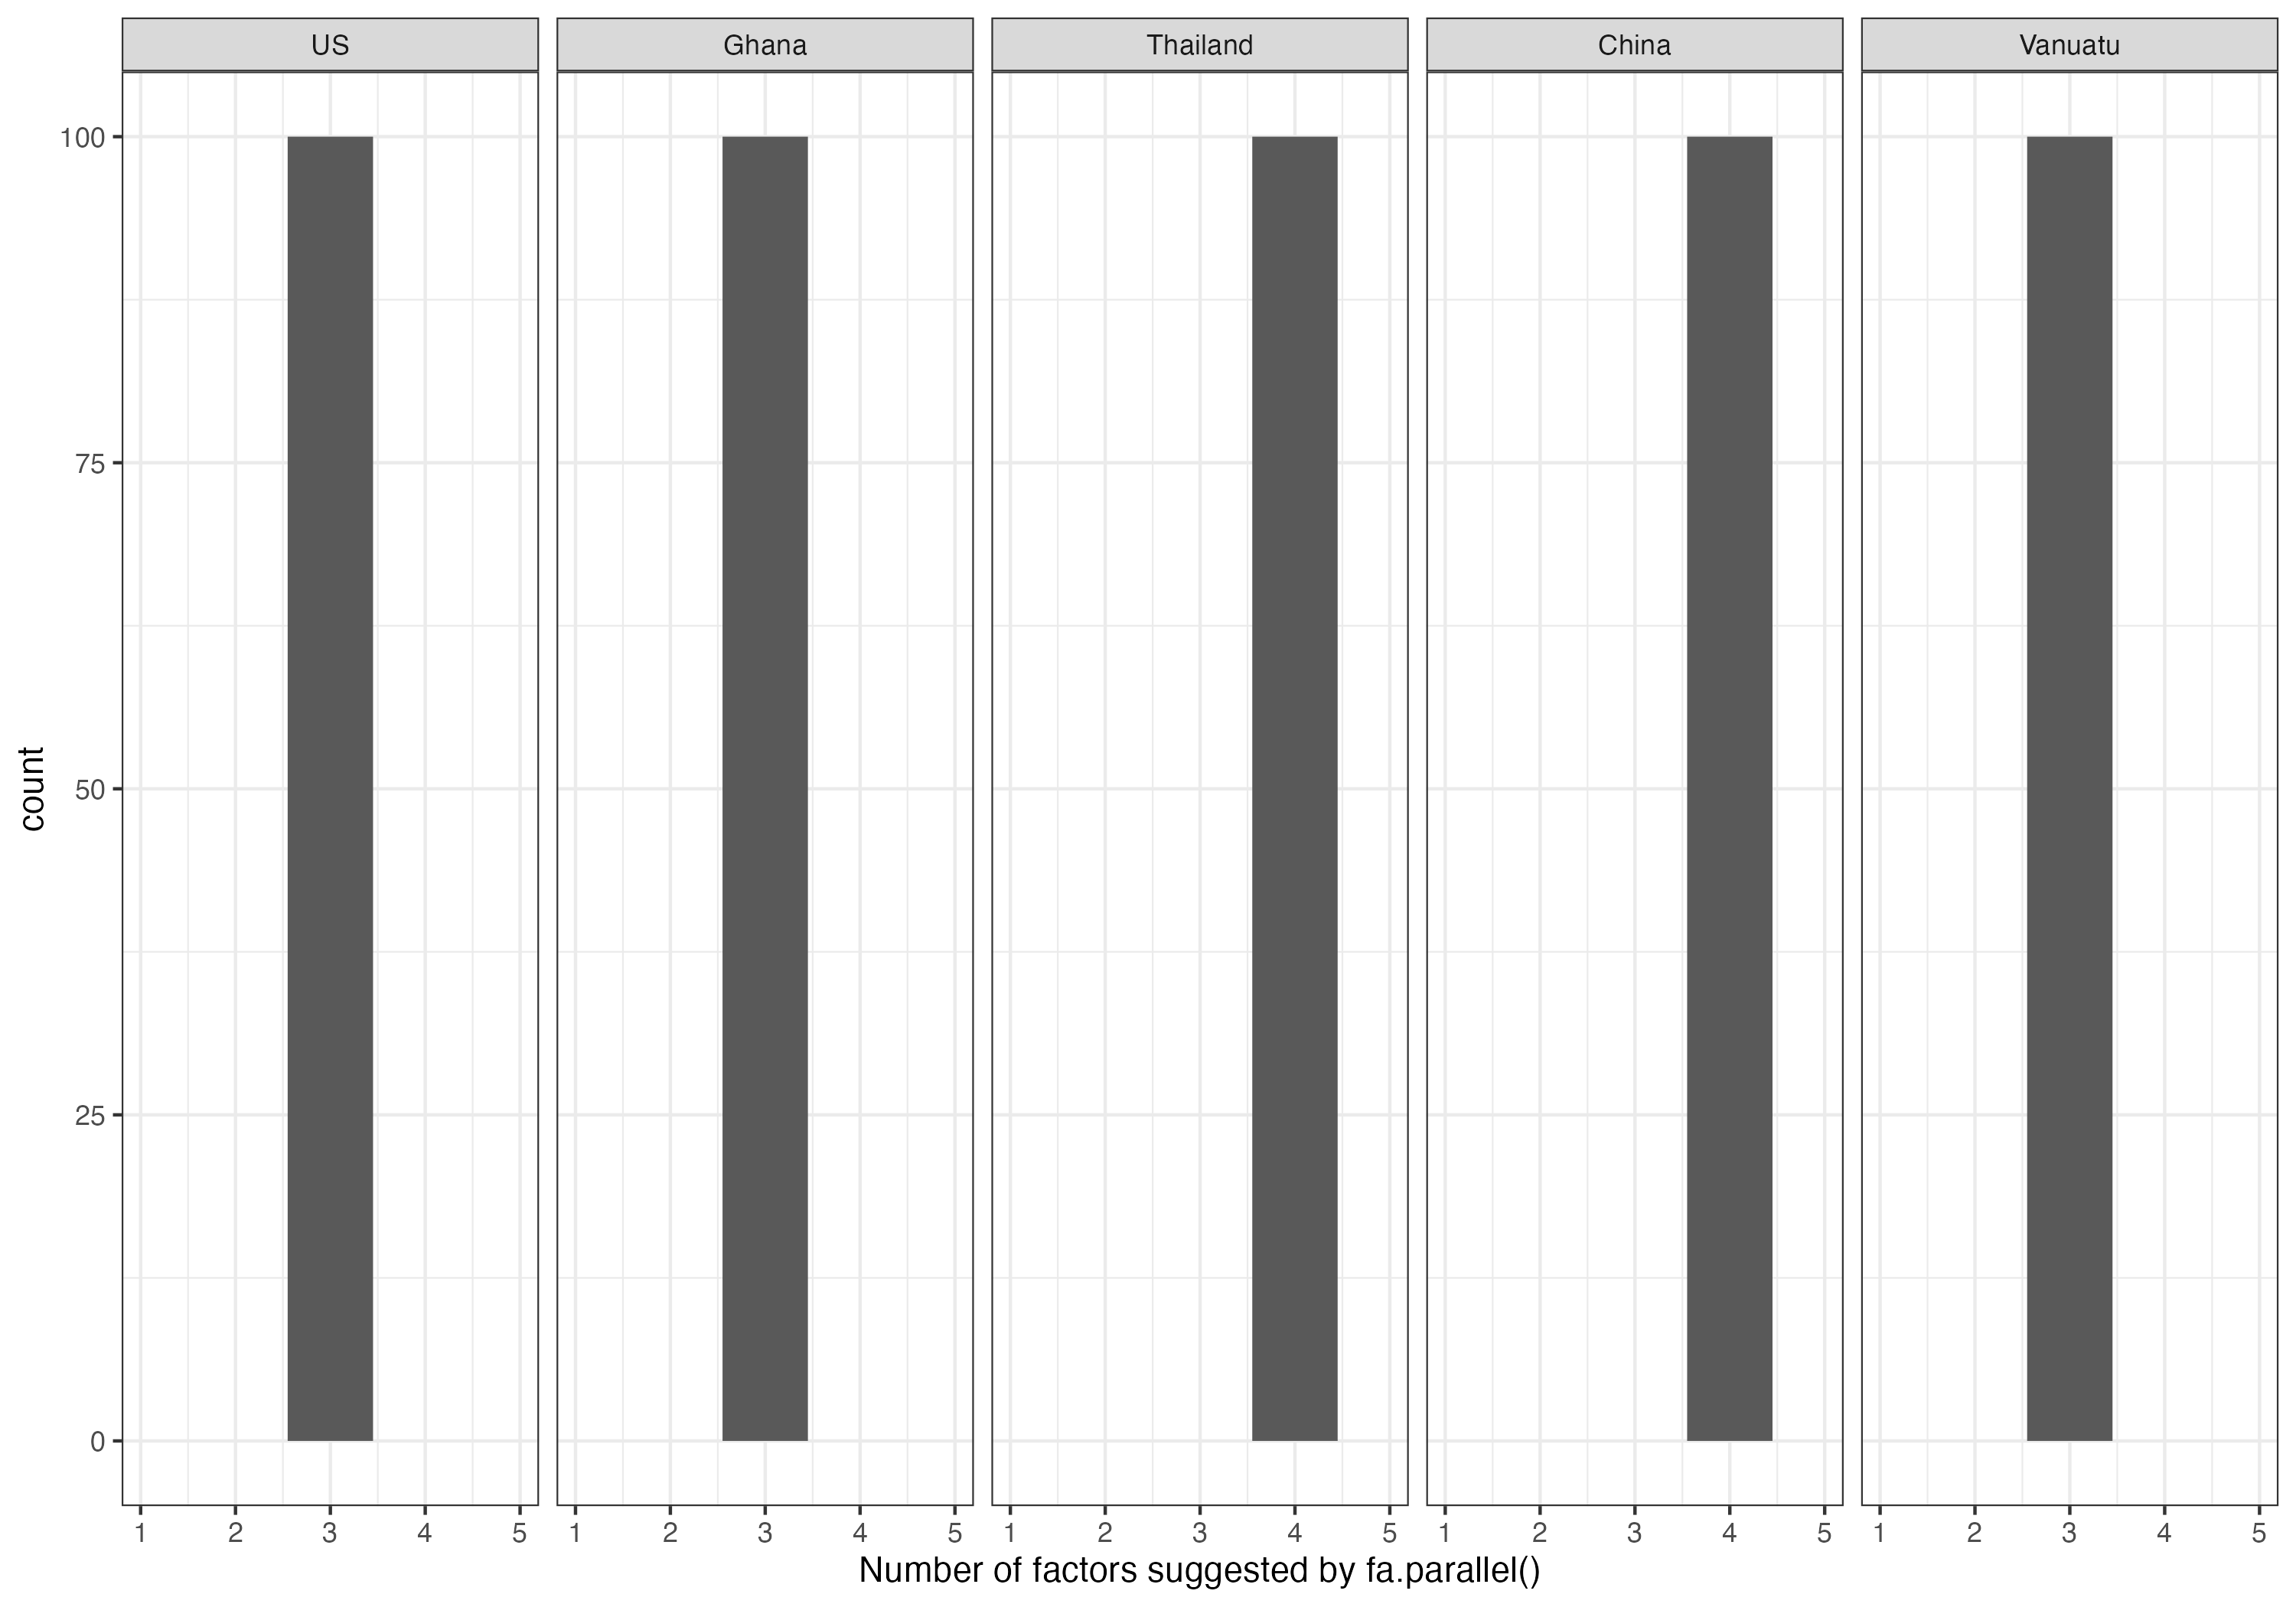 US Ghana Thailand China Vanuatu
100
75
50
25
0
count
1 2 3 4 5 1 2 3 4 5 1 2 3 4 5 1 2 3 4 5 1 2 3 4 5
Number of factors suggested by fa.parallel()